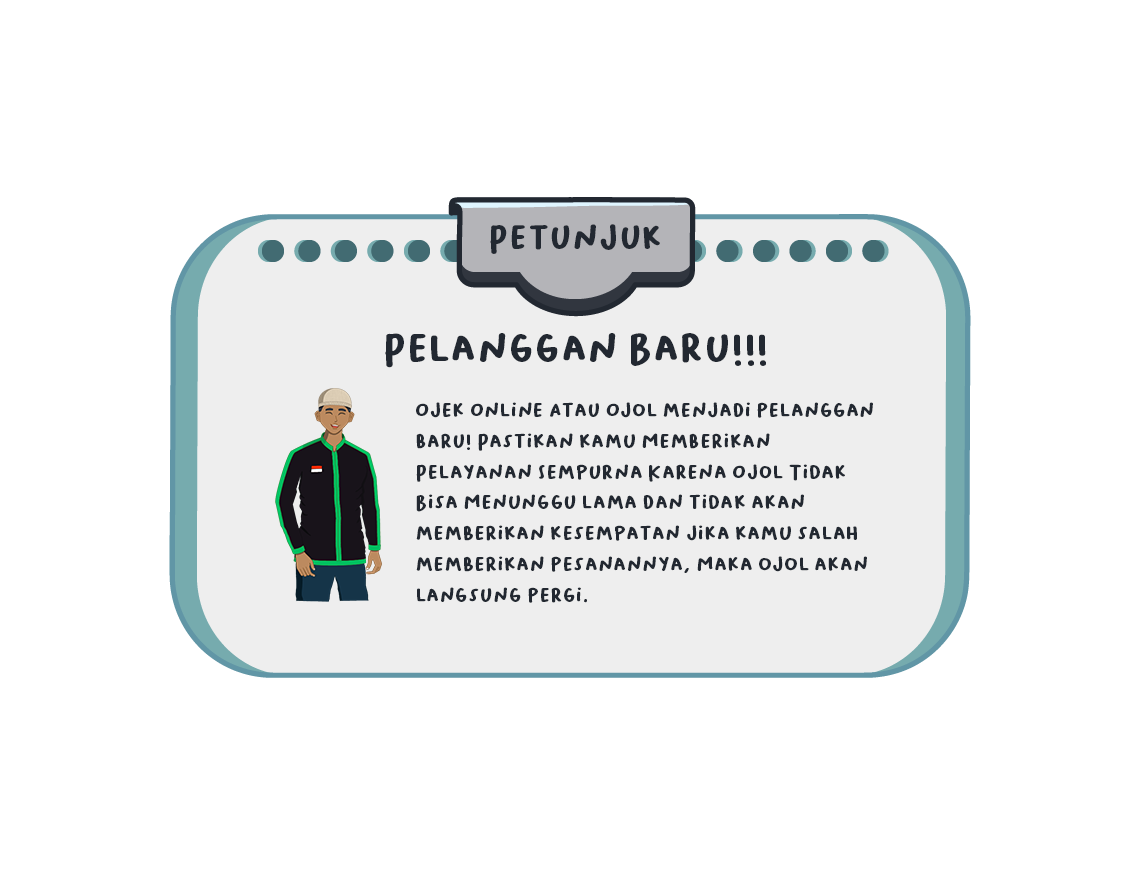 PETUNJUK
PELANGGAN BARU!!!
OJEK ONLINE ATAU OJOL MENJADI PELANGGAN
BARU! PASTIKAN KAMU MEMBERIKAN
PELAYANAN SEMPURNA KARENA OJOL TIDAK
BISA MENUNGGU LAMA DAN TIDAK AKAN
MEMBERIKAN KESEMPATAN JIKA KAMU SALAH
MEMBERIKAN PESANANNYA, MAKA OJOL AKAN
LANGSUNG PERGI.